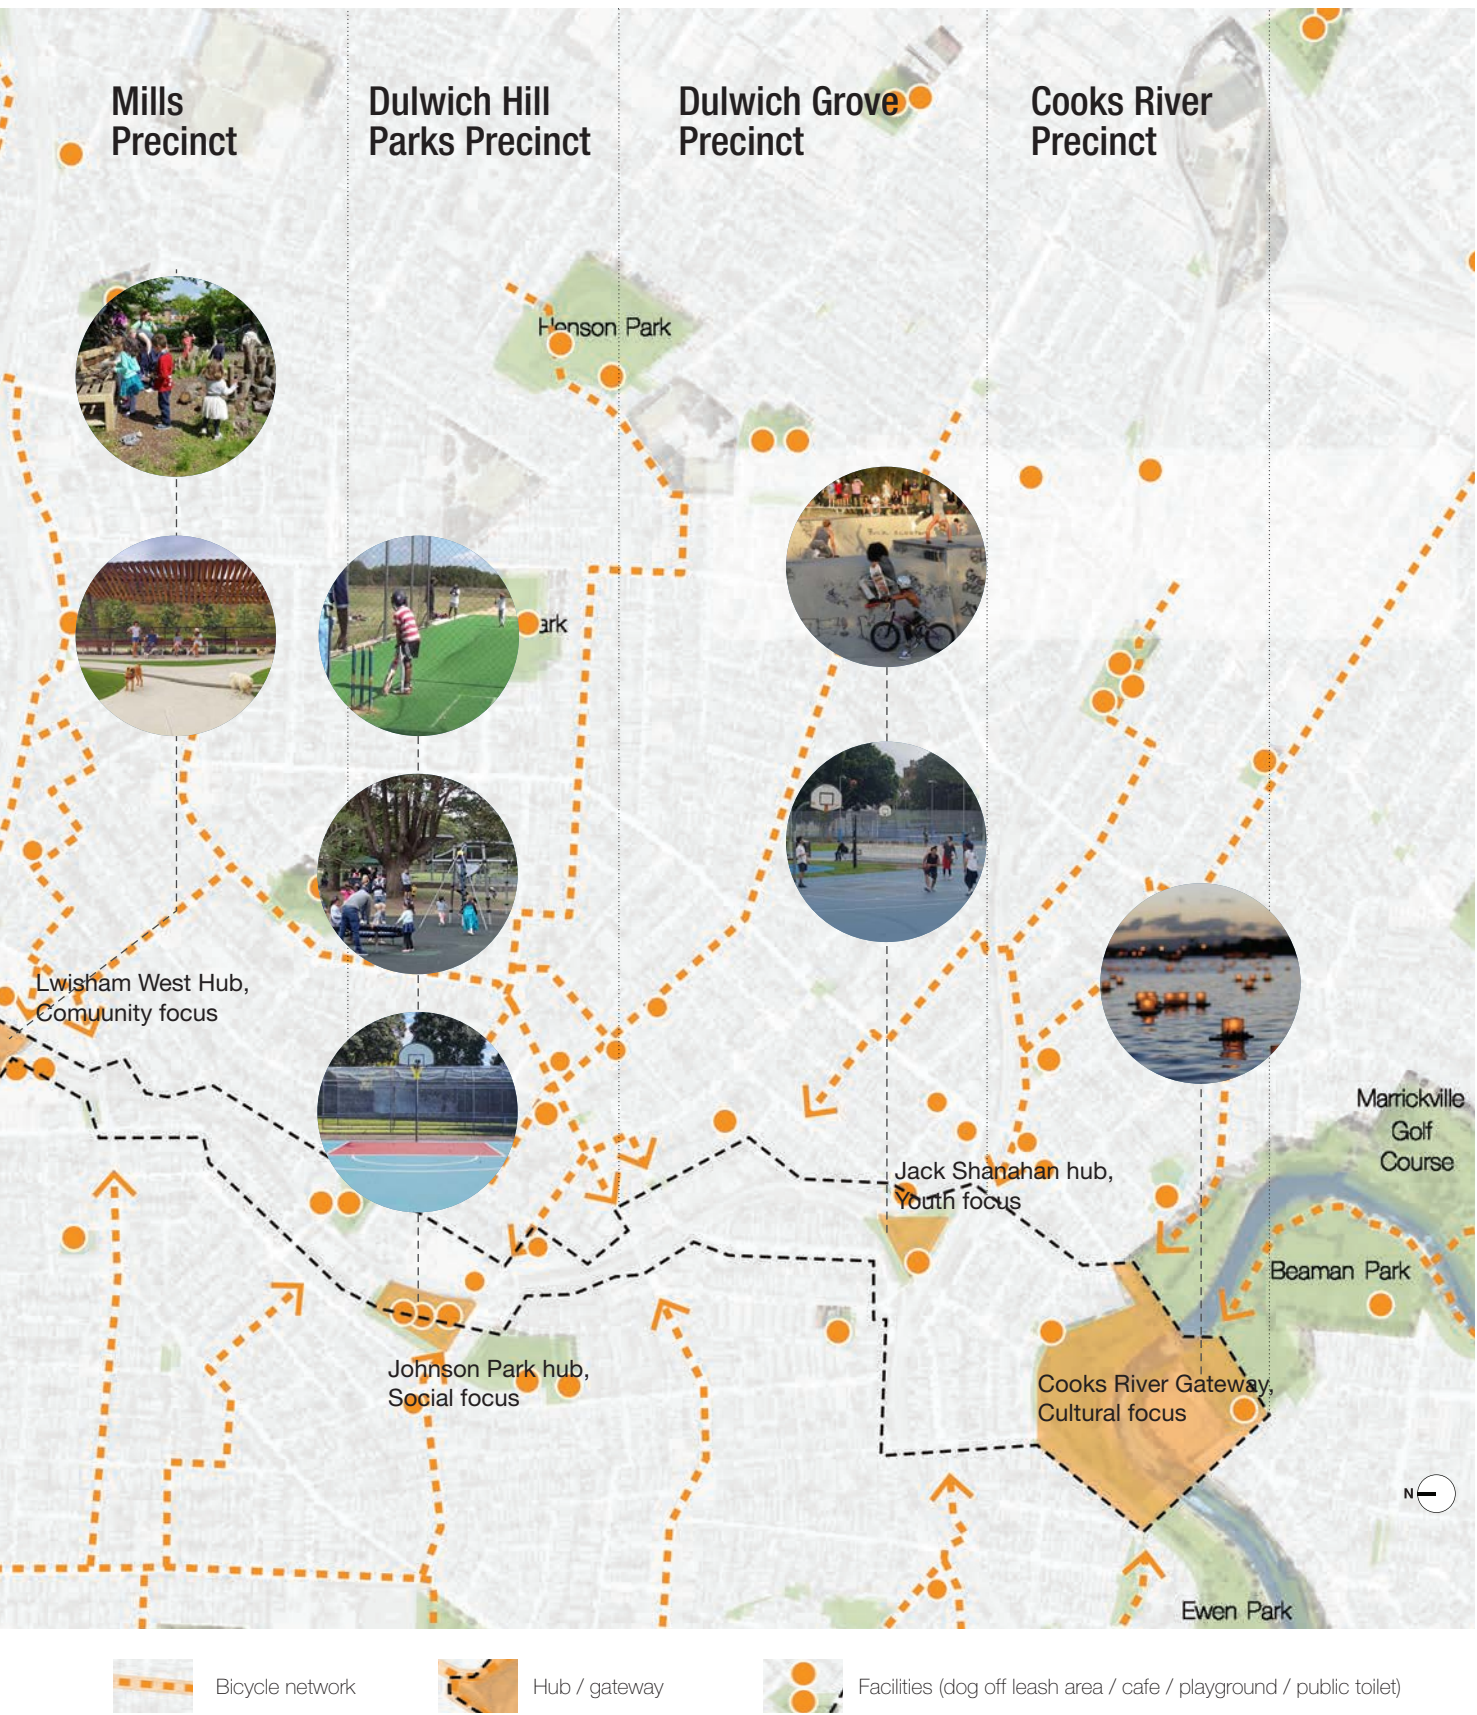 Mills
Precinct
Dulwich Hill
Parks Precinct
Dulwich Grove
Precinct
Cooks River
Precinct
Henson Park
ark
Lwisham West Hub,
Comuunity focus
Marrickville
Golf
Course
Jack Shanahan hub,
Youth focus
Beaman Park
Johnson Park hub,
Social focus
Cooks River Gateway,
Cultural focus
N
Ewen Park
Bicycle network
Hub / gateway
Facilities (dog off leash area / cafe / playground / public toilet)